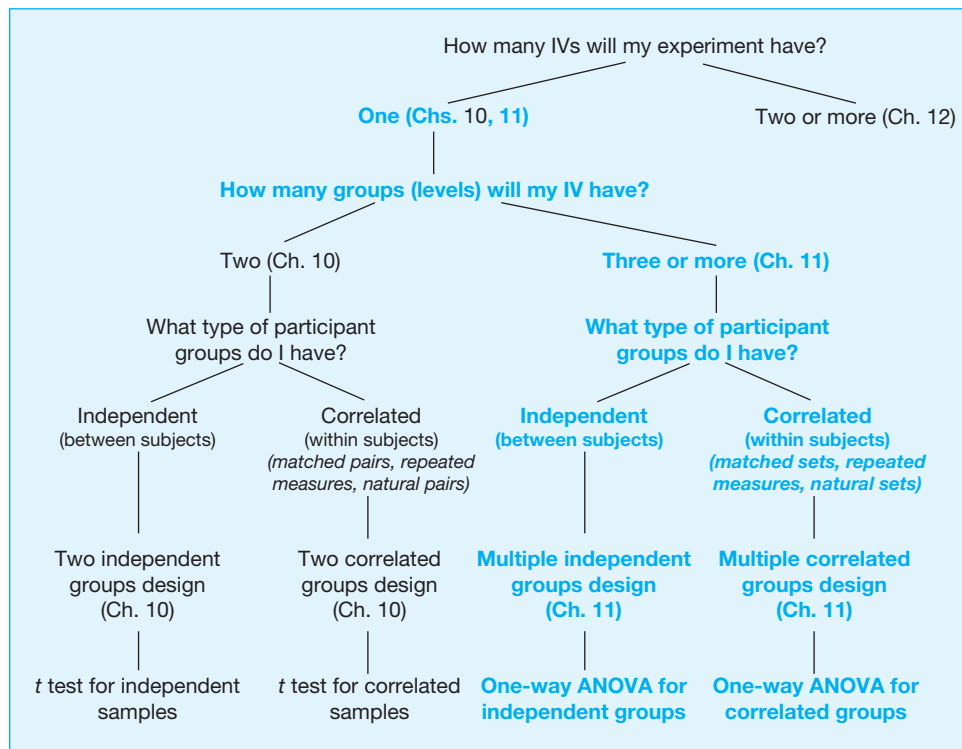 How many IVs will my experiment have?
One (Chs. 10, 11)
Two or more (Ch. 12)
How many groups (levels) will my IV have?
Two (Ch. 10)
Three or more (Ch. 11)
What type of participant
groups do I have?
What type of participant
groups do I have?
Independent
(between subjects)
Correlated
(within subjects)
(matched pairs, repeated
measures, natural pairs)
Independent
(between subjects)
Correlated
(within subjects)
(matched sets, repeated
measures, natural sets)
Two independent
groups design
(Ch. 10)
Two correlated
groups design
(Ch. 10)
Multiple independent
groups design
(Ch. 11)
Multiple correlated
groups design
(Ch. 11)
t test for independent
samples
t test for correlated
samples
One-way ANOVA for
independent groups
One-way ANOVA for
correlated groups